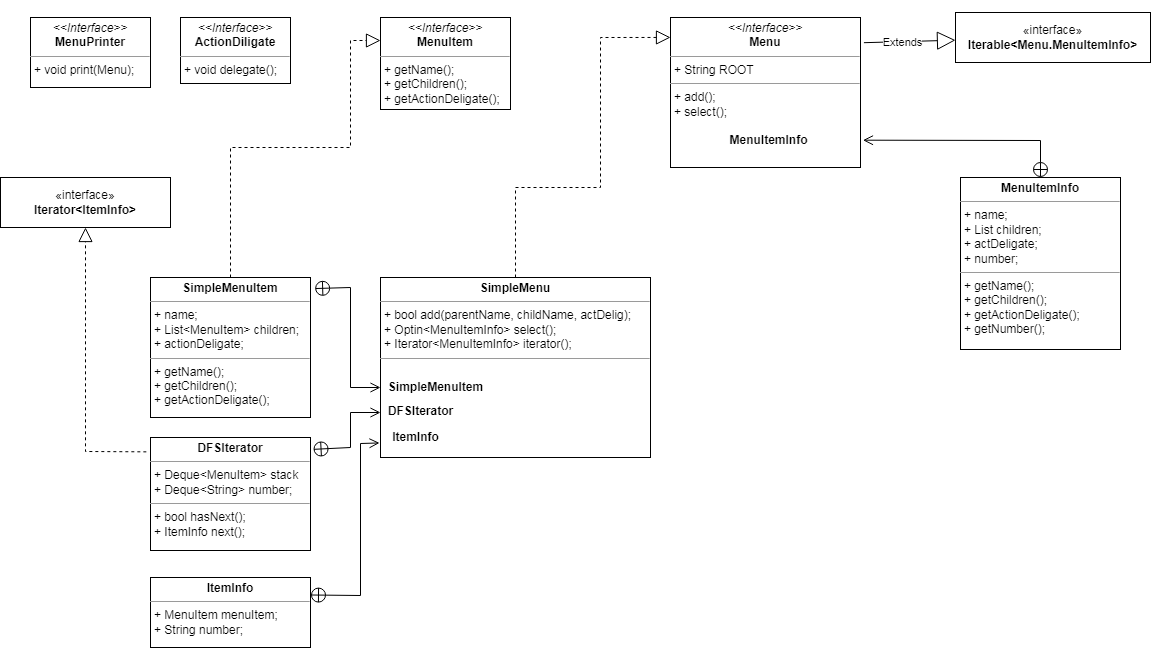 <<Interface>>
MenuPrinter
+ void print(Menu);
<<Interface>>
ActionDiligate
+ void delegate();
<<Interface>>
MenuItem
+ getName();
+ getChildren();
+ getActionDeligate();
<<Interface>>
Menu
+ String ROOT
+ add();
+ select();
MenuItemInfo
Extends
«interface»
Iterable<Menu.MenuItemInfo>
«interface»
Iterator<ItemInfo>
MenuItemInfo
+ name;
+ List children;
+ actDeligate;
+ number;
+ getName();
+ getChildren();
+ getActionDeligate();
+ getNumber();
SimpleMenuItem
+ name;
+ List<MenuItem> children;
+ actionDeligate;
+ getName();
+ getChildren();
+ getActionDeligate();
SimpleMenu
+ bool add(parentName, childName, actDelig);
+ Optin<MenuItemInfo> select();
+ Iterator<MenuItemInfo> iterator();
SimpleMenuItem
DFSIterator
ItemInfo
DFSIterator
+ Deque<MenuItem> stack
+ Deque<String> number;
+ bool hasNext();
+ ItemInfo next();
ItemInfo
+ MenuItem menuItem;
+ String number;